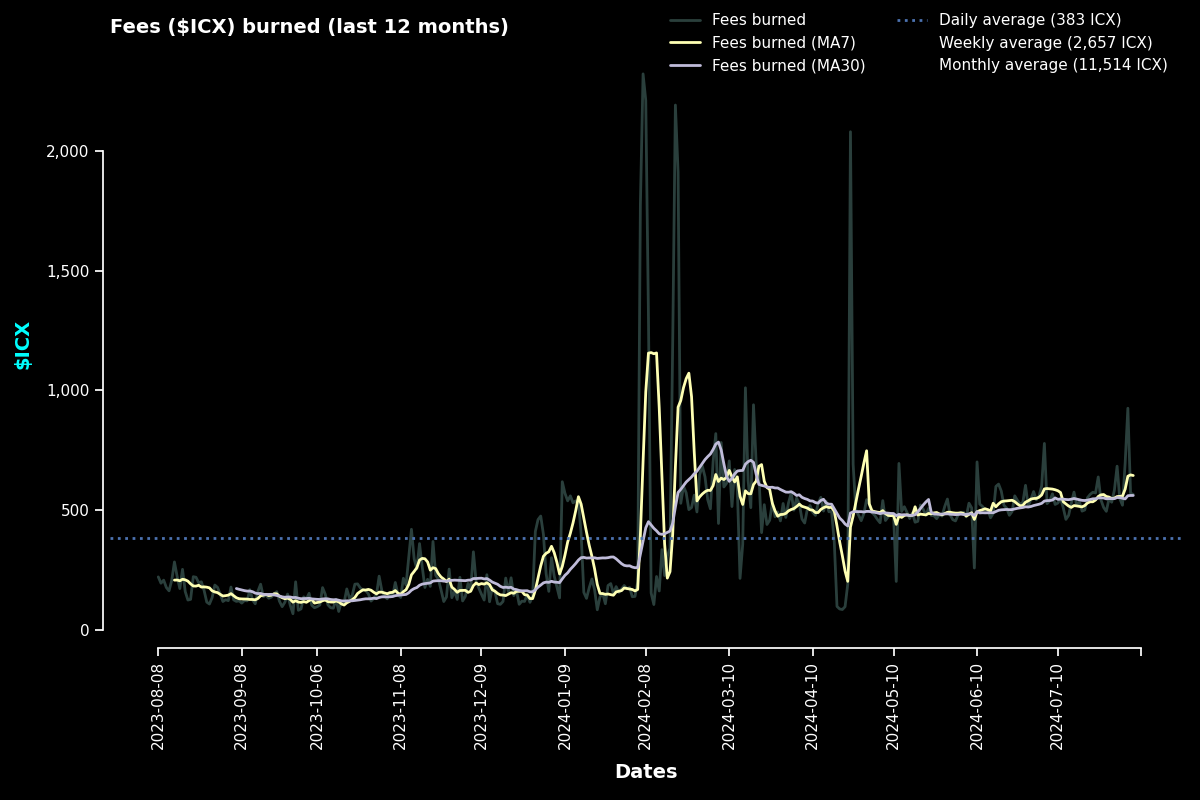 Fees ($ICX) burned (last 12 months)
Fees burned
Fees burned (MA7)
Fees burned (MA30)
Daily average (383 ICX)
Weekly average (2,657 ICX)
Monthly average (11,514 ICX)
$ICX
2,000
1,500
1,000
500
0
2023-08-08
2023-09-08
2023-10-06
2023-11-08
2023-12-09
2024-01-09
2024-02-08
2024-03-10
2024-04-10
2024-05-10
2024-06-10
2024-07-10
Dates